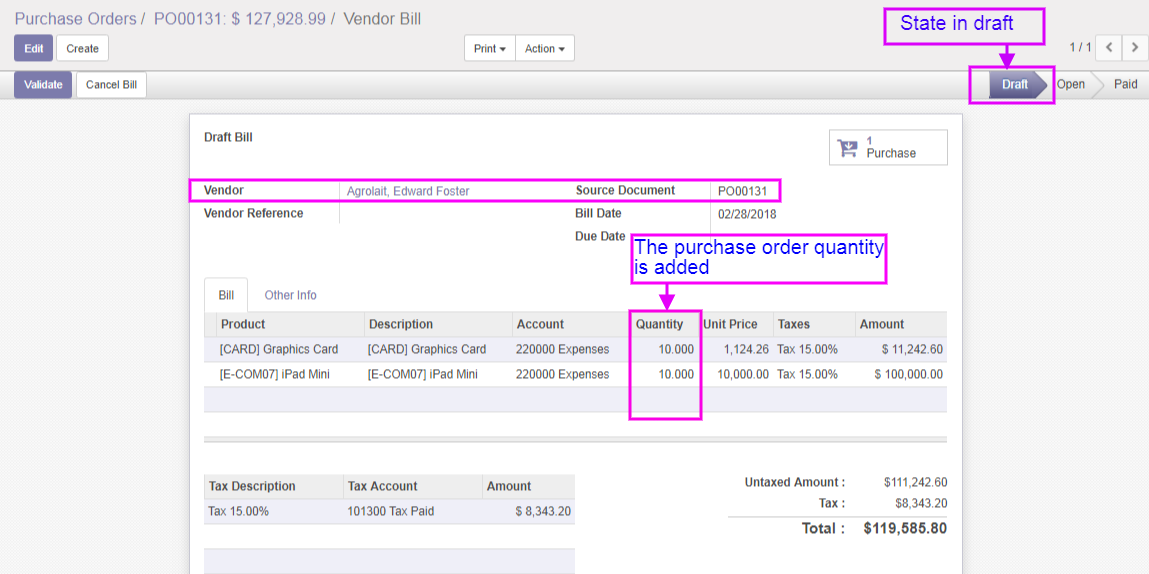 Purchase Orders / PO00131: $ 127,928.99 / Vendor Bill
State in draft
Edit Create Print Action 1 / 1
Validate Cancel Bill Draft Open Paid
Draft Bill
1
Purchase
Vendor Agrolait, Edward Foster Source Document PO00131
Vendor Reference Bill Date 02/28/2018
Due Date
The purchase order quantity
is added
Bill Other Info
Product Description Account Quantity Unit Price Taxes Amount
[CARD] Graphics Card [CARD] Graphics Card 220000 Expenses 10.000 1,124.26 Tax 15.00% $ 11,242.60
[E-COM07] iPad Mini [E-COM07] iPad Mini 220000 Expenses 10.000 10,000.00 Tax 15.00% $ 100,000.00
Tax Description Tax Account Amount
Tax 15.00% 101300 Tax Paid $ 8,343.20
Untaxed Amount : $111,242.60
Tax : $8,343.20
Total : $119,585.80